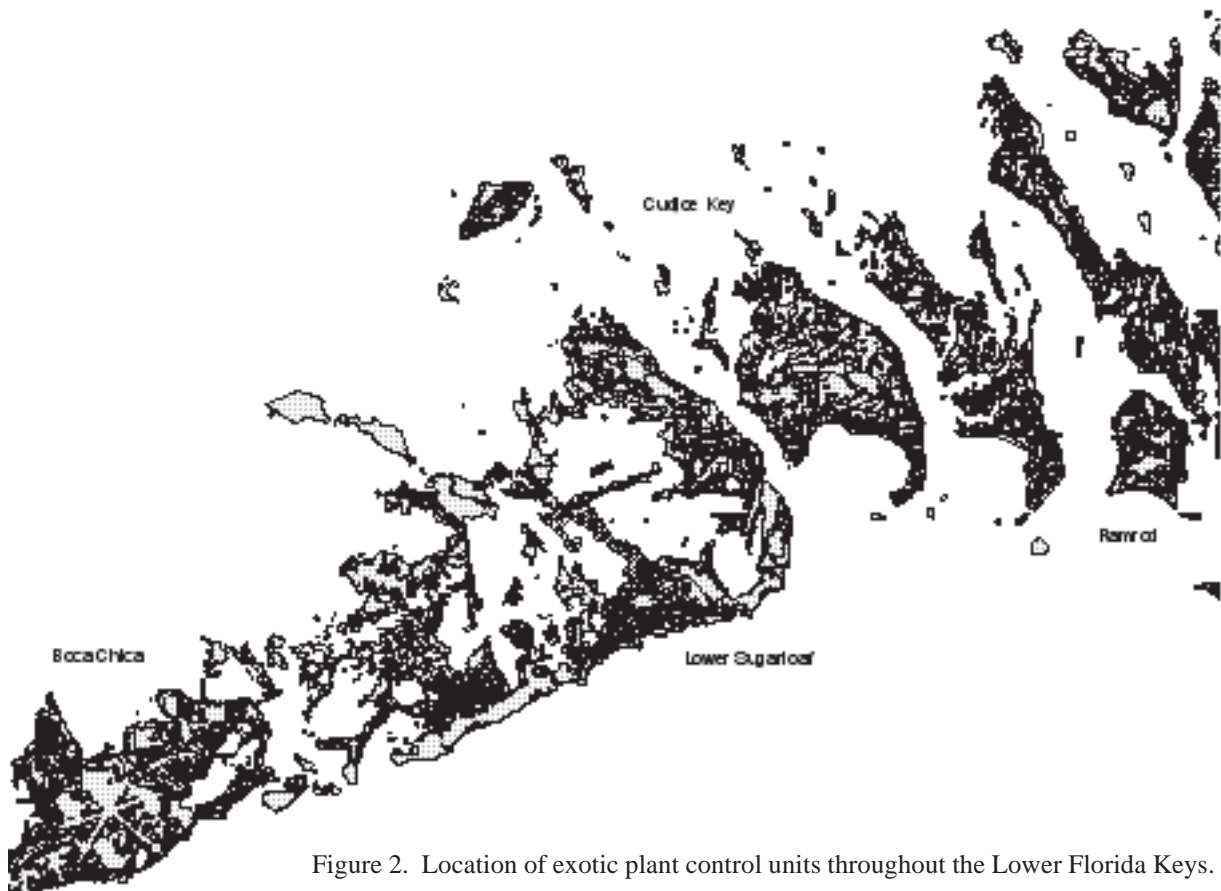 Cudjoe Key
Ramrod
Boca Chica
Lower Sugarloaf
Figure 2. Location of exotic plant control units throughout the Lower Florida Keys.